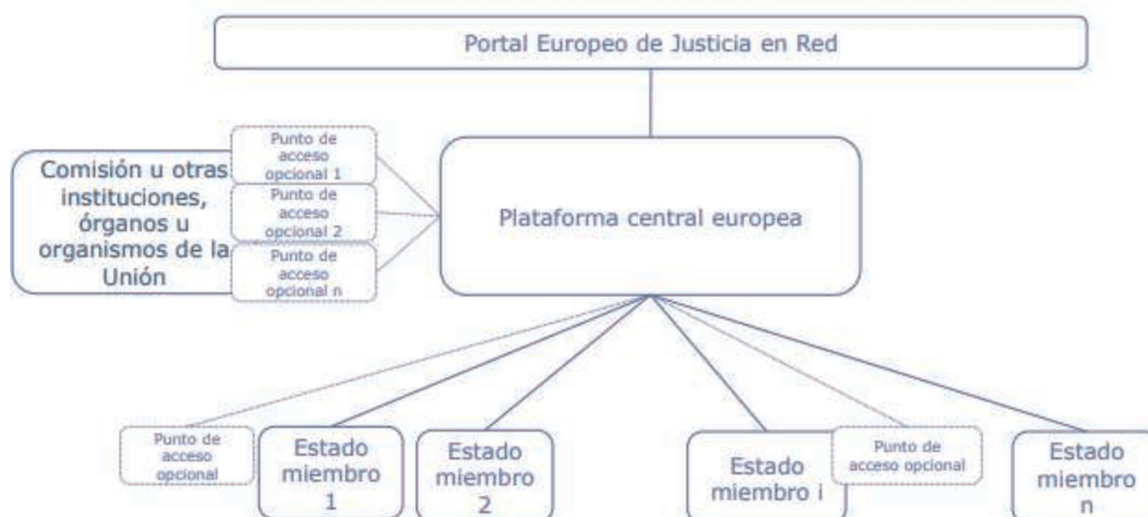 Portal Europeo de Justicia en Red
Comisión u otras
instituciones,
órganos u
organismos de la
Unión
Punto de
acceso
opcional 1
Punto de
acceso
opcional 2
Punto de
acceso
opcional n
Plataforma central europea
Punto de
acceso
opcional
Estado
miembro
1
Estado
miembro
2
Estado
miembro i
Punto de
acceso opcional
Estado
miembro
n